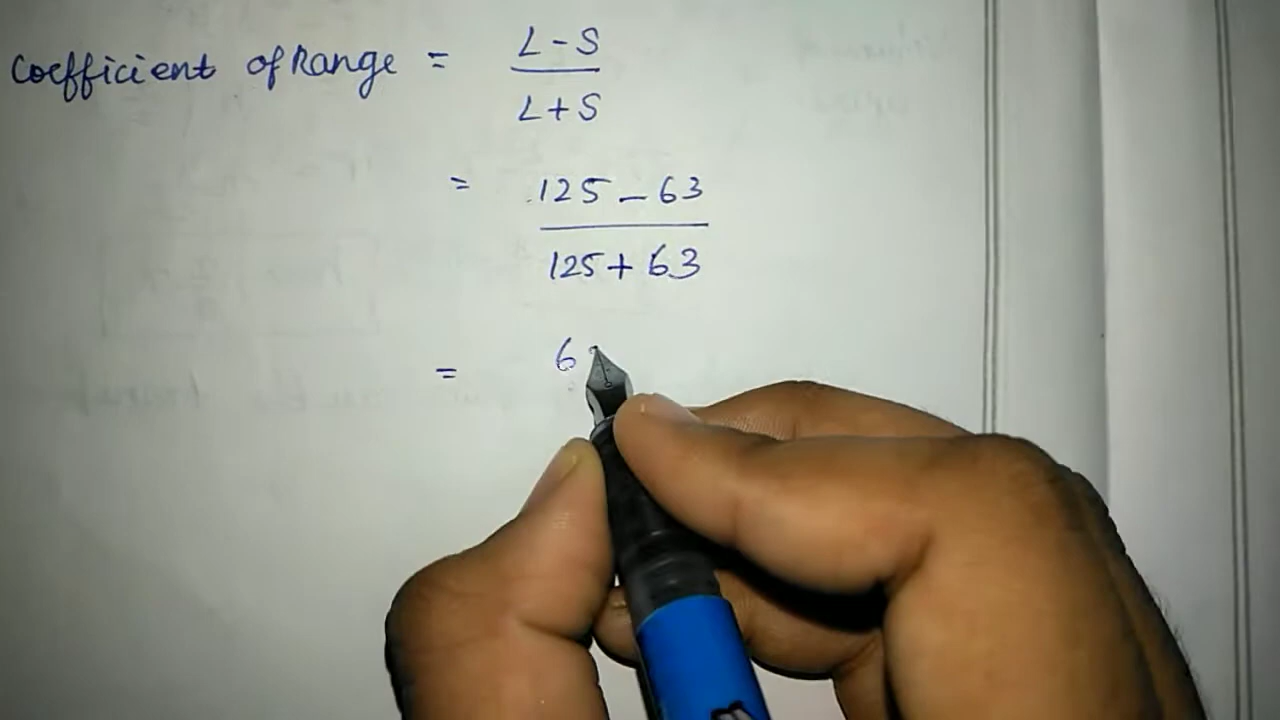 Coefficient of Range = L - S
L + S
= 125 - 63
125 + 63
= 6